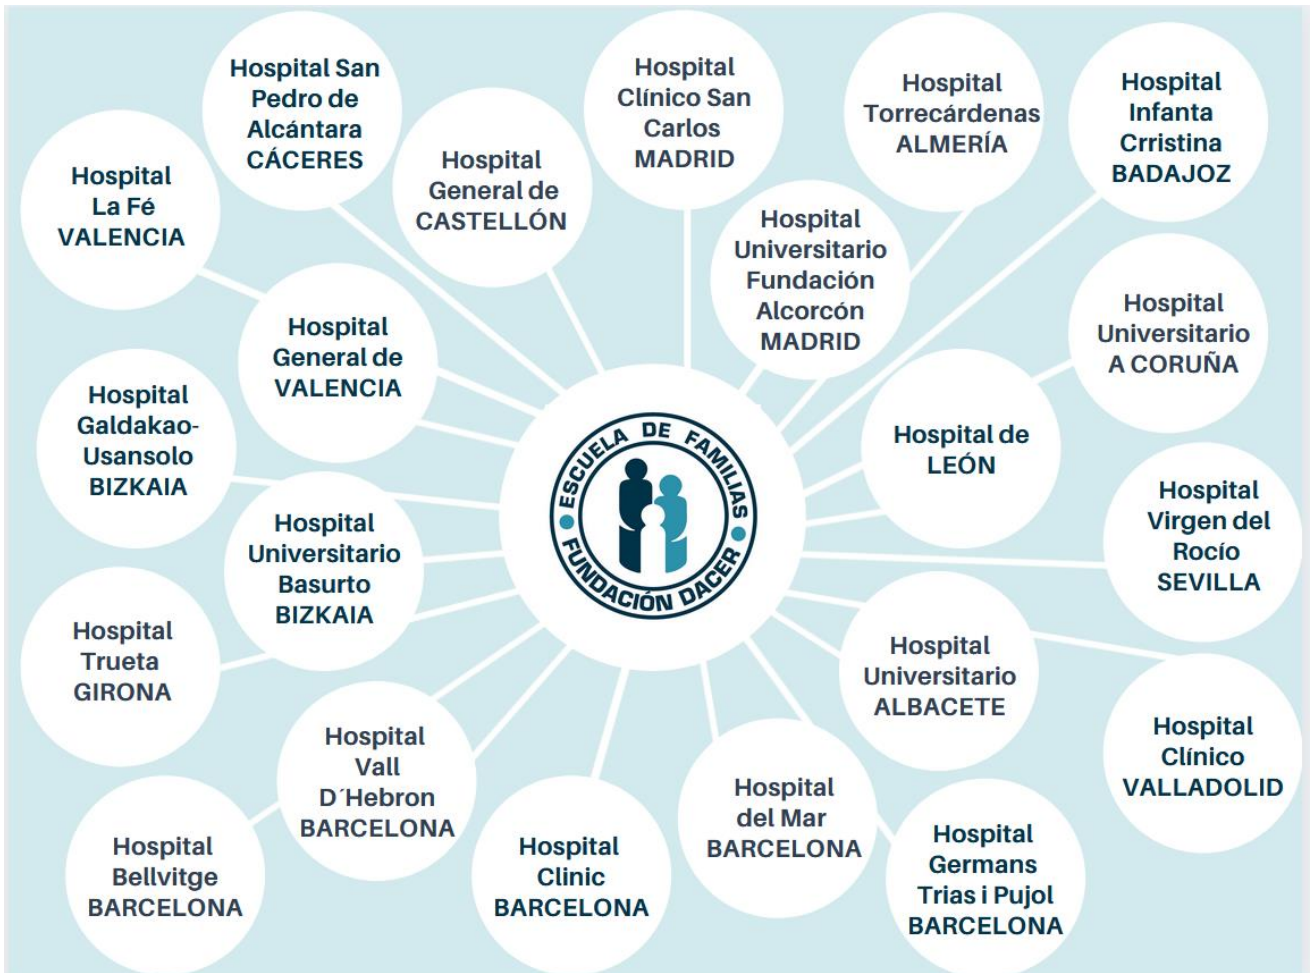 Hospital San
Pedro de
Alcántara
CÁCERES
Hospital
Clínico San
Carlos
MADRID
Hospital
Torrecárdenas
ALMERÍA
Hospital
Infanta
Crristina
BADAJOZ
Hospital
La Fé
VALENCIA
Hospital
General de
CASTELLÓN
Hospital
Universitario
Fundación
Alcorcón
MADRID
Hospital
Universitario
A CORUÑA
Hospital
General de
VALENCIA
Hospital
Galdakao-
Usansolo
BIZKAIA
ESCUELA DE FAMILIAS
FUNDACIÓN DACER
Hospital de
LEÓN
Hospital
Virgen del
Rocío
SEVILLA
Hospital
Universitario
Basurto
BIZKAIA
Hospital
Trueta
GIRONA
Hospital
Universitario
ALBACETE
Hospital
Vall
D´Hebron
BARCELONA
Hospital
Clínico
VALLADOLID
Hospital
Bellvitge
BARCELONA
Hospital
Clinic
BARCELONA
Hospital
del Mar
BARCELONA
Hospital
Germans
Trias i Pujol
BARCELONA